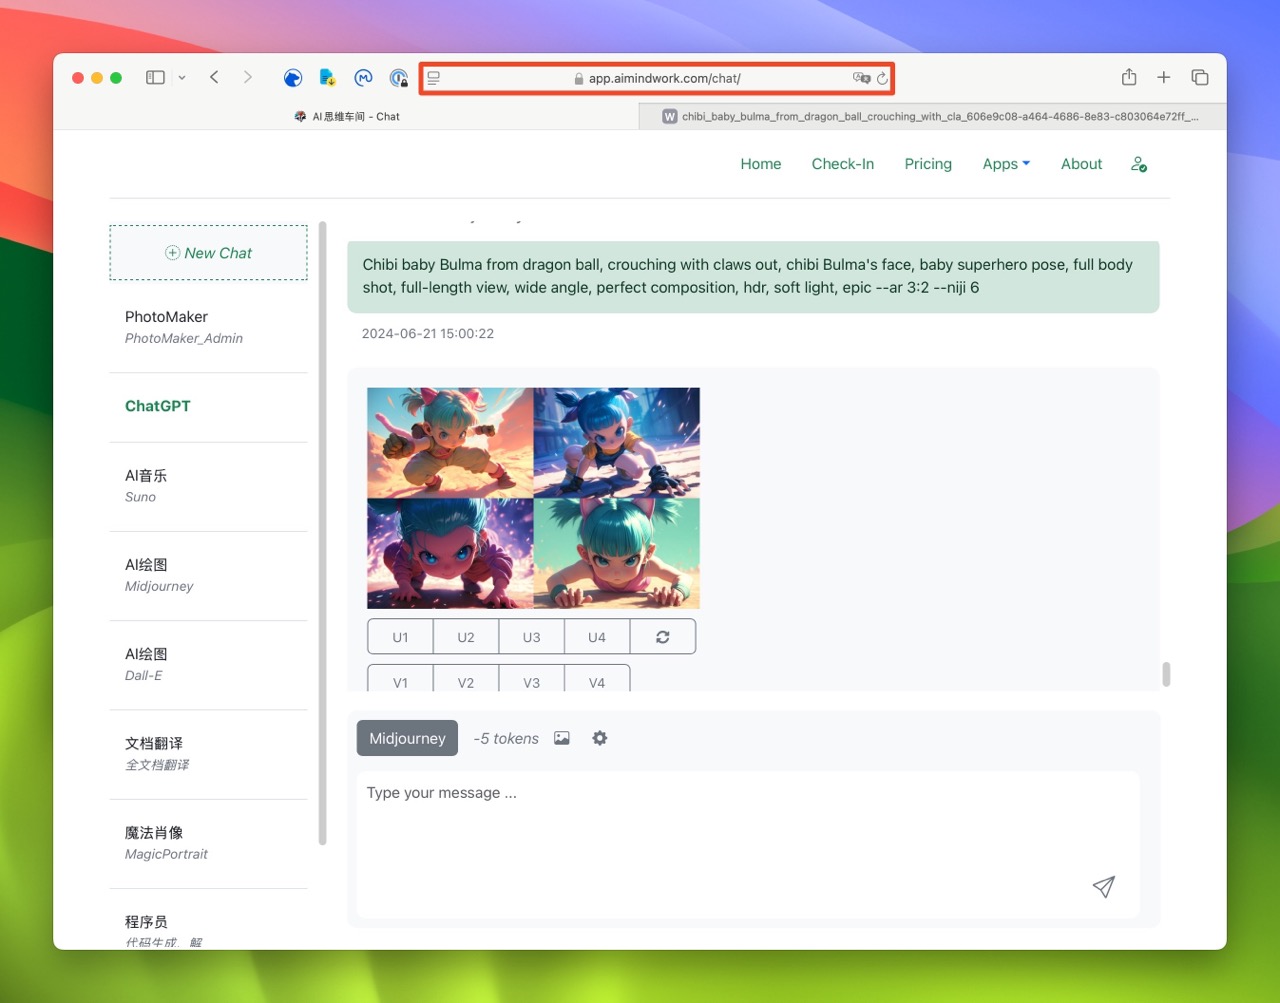 app.aimindwork.com/chat/
AI思维车间 - Chat
W chibi_baby_bulma_from_dragon_ball_crouching_with_cla_606e9c08-a464-4686-8e83-c803064e72ff_...
Home Check-In Pricing Apps About
New Chat
PhotoMaker
PhotoMaker_Admin
ChatGPT
AI音乐
Suno
AI绘图
Midjourney
AI绘图
Dall-E
文档翻译
全文档翻译
魔法肖像
MagicPortrait
程序员
代码生成、解
Chibi baby Bulma from dragon ball, crouching with claws out, chibi Bulma's face, baby superhero pose, full body
shot, full-length view, wide angle, perfect composition, hdr, soft light, epic --ar 3:2 --niji 6
2024-06-21 15:00:22
U1 U2 U3 U4
V1 V2 V3 V4
Midjourney -5 tokens
Type your message ...